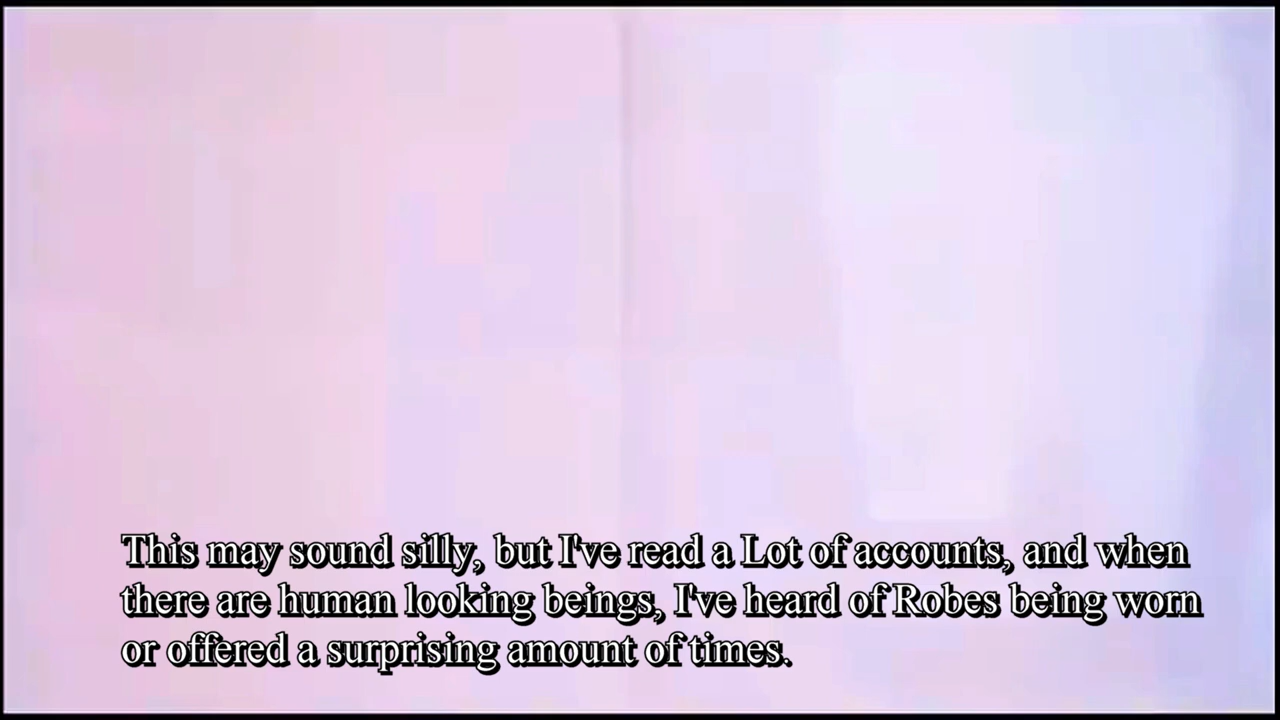 This may sound silly, but I've read a Lot of accounts, and when
there are human looking beings, I've heard of Robes being worn
or offered a surprising amount of times.